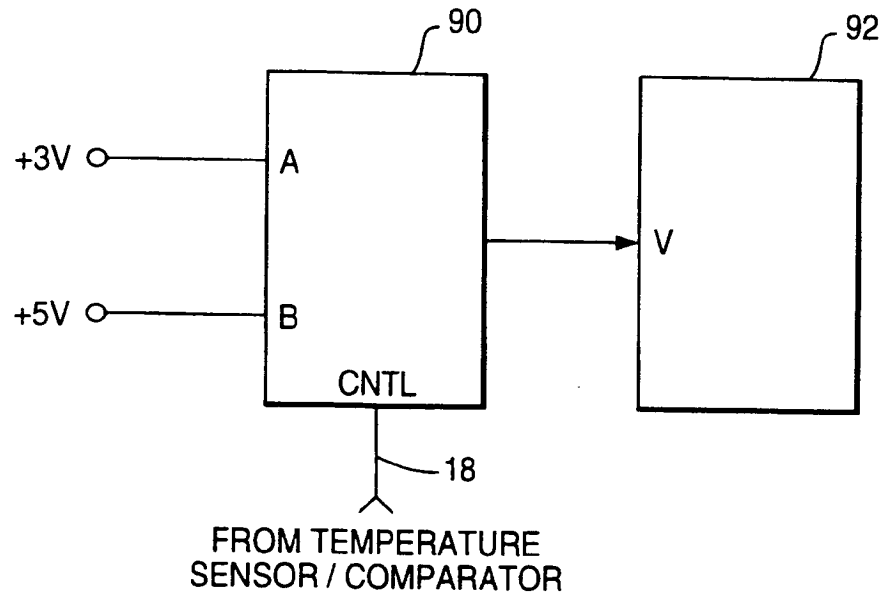 90
92
+3V
A
V
+5V
B
CNTL
18
FROM TEMPERATURE
SENSOR / COMPARATOR